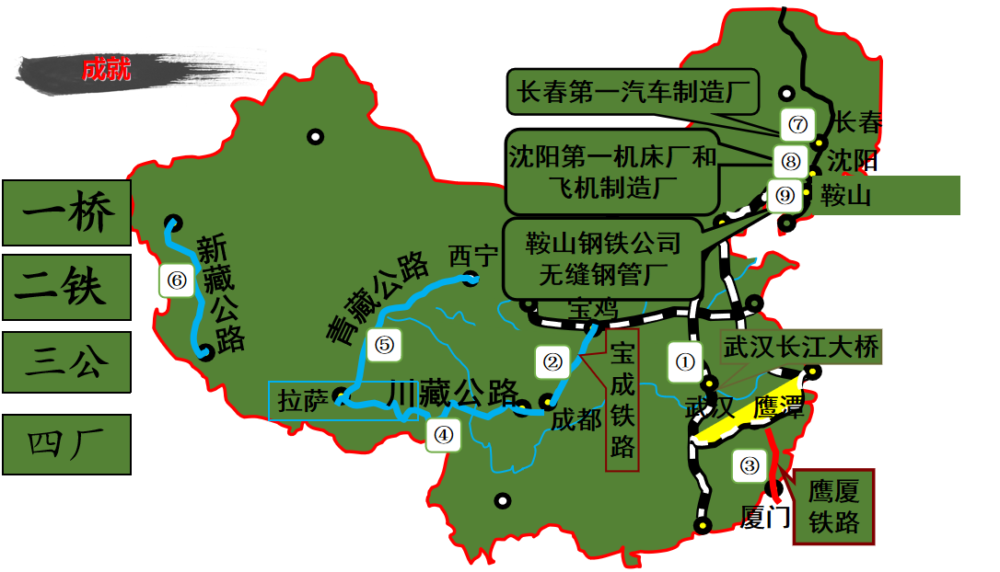 成就
一桥
二铁
三公
四厂
长春第一汽车制造厂
⑦
长春
沈阳第一机床厂和
飞机制造厂
⑧
沈阳
⑨
鞍山
鞍山钢铁公司
无缝钢管厂
新藏公路
⑥
青藏公路
西宁
⑤
宝鸡
②
宝成铁路
①
武汉长江大桥
拉萨
川藏公路
④
成都
武汉
鹰潭
③
鹰厦
铁路
厦门